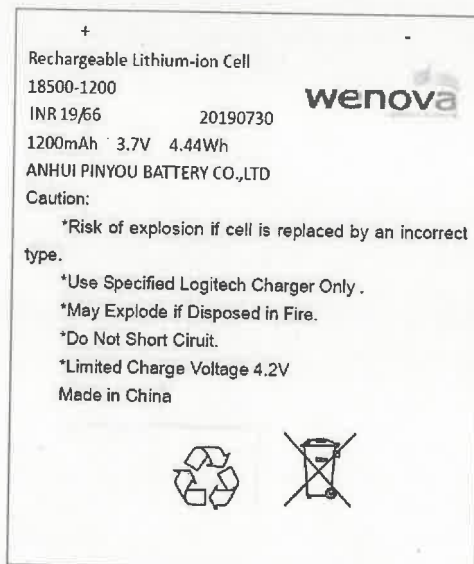 + -
Rechargeable Lithium-ion Cell
18500-1200
wenova
INR 19/66 20190730
1200mAh 3.7V 4.44Wh
ANHUI PINYOU BATTERY CO.,LTD
Caution:
*Risk of explosion if cell is replaced by an incorrect
type.
*Use Specified Logitech Charger Only .
*May Explode if Disposed in Fire.
*Do Not Short Ciruit.
*Limited Charge Voltage 4.2V
Made in China